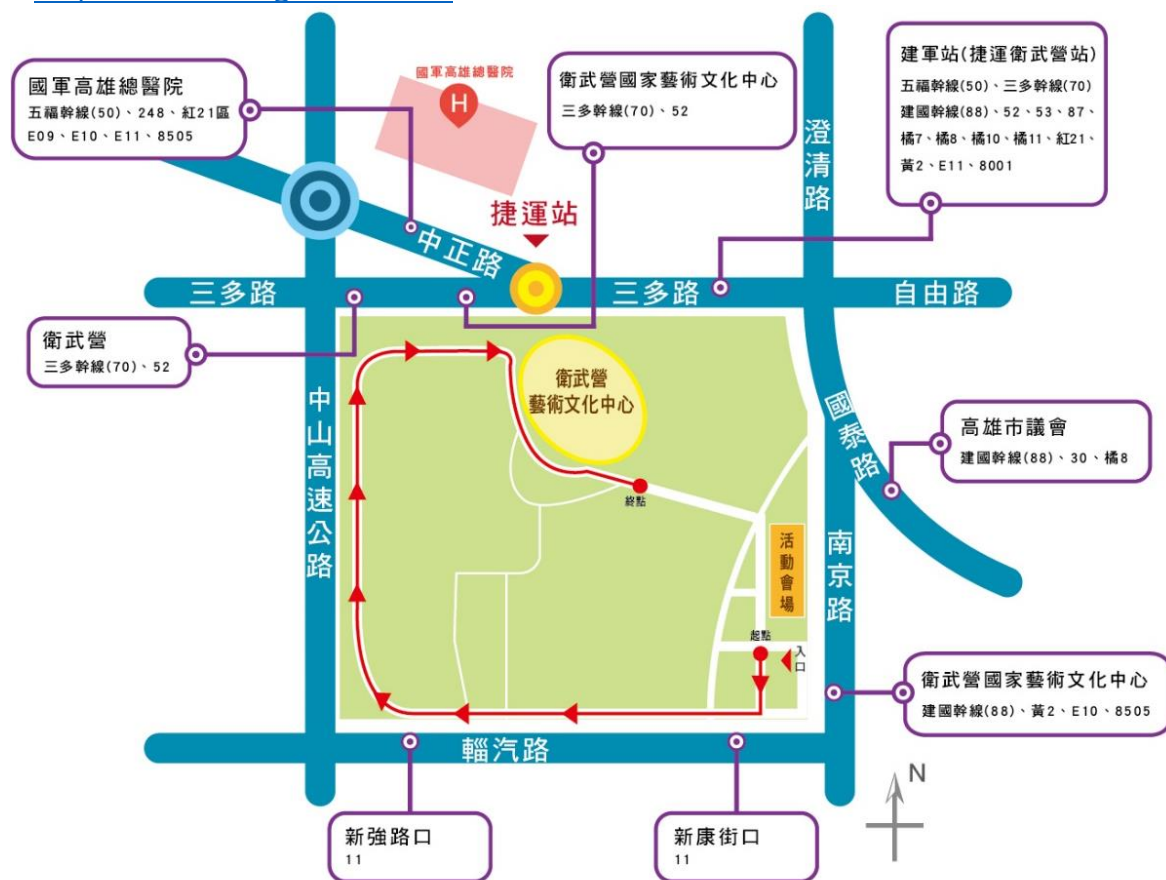 國軍高雄總醫院
五福幹線(50)、248、紅21區
E09、E10、E11、8505
國軍高雄總醫院
H
衛武營國家藝術文化中心
三多幹線(70)、52
建軍站(捷運衛武營站)
五福幹線(50)、三多幹線(70)
建國幹線(88)、52、53、87、
橘7、橘8、橘10、橘11、紅21、
黃2、E11、8001
澄清路
捷運站
中正路
三多路
三多路
自由路
衛武營
三多幹線(70)、52
衛武營
藝術文化中心
中山高速公路
國泰路
高雄市議會
建國幹線(88)、30、橘8
終點
活動會場
南京路
起點
入口
衛武營國家藝術文化中心
建國幹線(88)、黃2、E10、8505
輜汽路
N
新強路口
11
新康街口
11